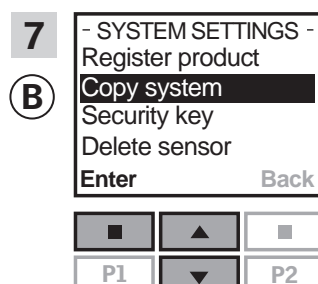 7
B
- SYSTEM SETTINGS -
Register product
Copy system
Security key
Delete sensor
Enter Back
P1 P2